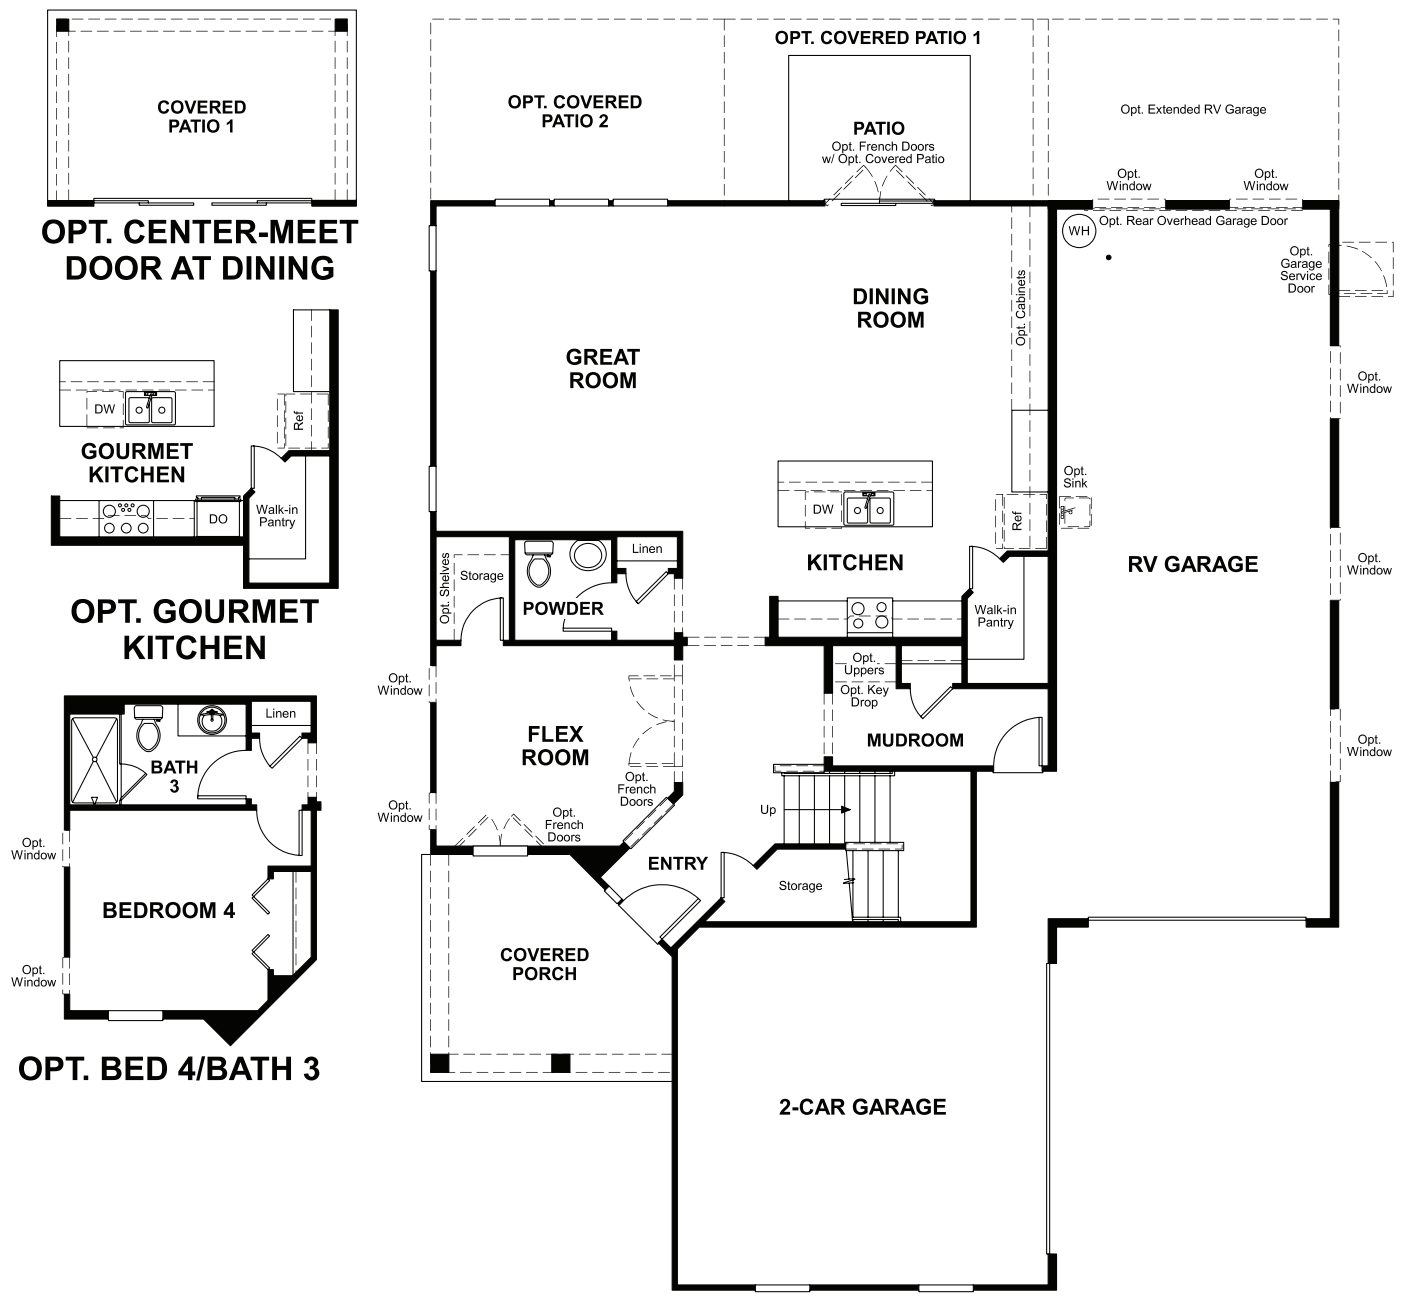 COVERED
PATIO 1
OPT. CENTER-MEET
DOOR AT DINING
DW
Ref
GOURMET
KITCHEN
DO
Walk-in
Pantry
OPT. GOURMET
KITCHEN
Linen
BATH
3
Opt.
Window
BEDROOM 4
Opt.
Window
OPT. BED 4/BATH 3
OPT. COVERED PATIO 1
OPT. COVERED
PATIO 2
PATIO
Opt. French Doors
w/ Opt. Covered Patio
Opt. Extended RV Garage
Opt.
Window
Opt.
Window
WH
Opt. Rear Overhead Garage Door
Opt.
Garage
Service
Door
DINING
ROOM
Opt. Cabinets
GREAT
ROOM
Opt.
Window
Opt.
Sink
DW
Ref
KITCHEN
RV GARAGE
Opt.
Window
Opt. Shelves
Storage
Linen
POWDER
Walk-in
Pantry
Opt.
Uppers
Opt. Key
Drop
Opt.
Window
FLEX
ROOM
MUDROOM
Opt.
Window
Opt.
French
Doors
Opt.
Window
Opt.
French
Doors
Up
ENTRY
Storage
COVERED
PORCH
2-CAR GARAGE